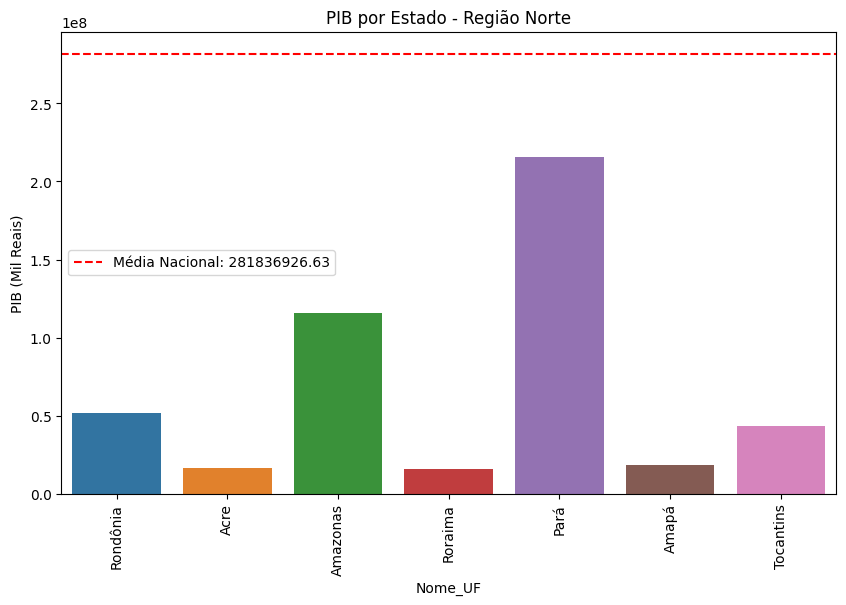 PIB por Estado - Região Norte
1e8
2.5
2.0
1.5
1.0
0.5
0.0
PIB (Mil Reais)
Média Nacional: 281836926.63
Rondônia
Acre
Amazonas
Roraima
Pará
Amapá
Tocantins
Nome_UF